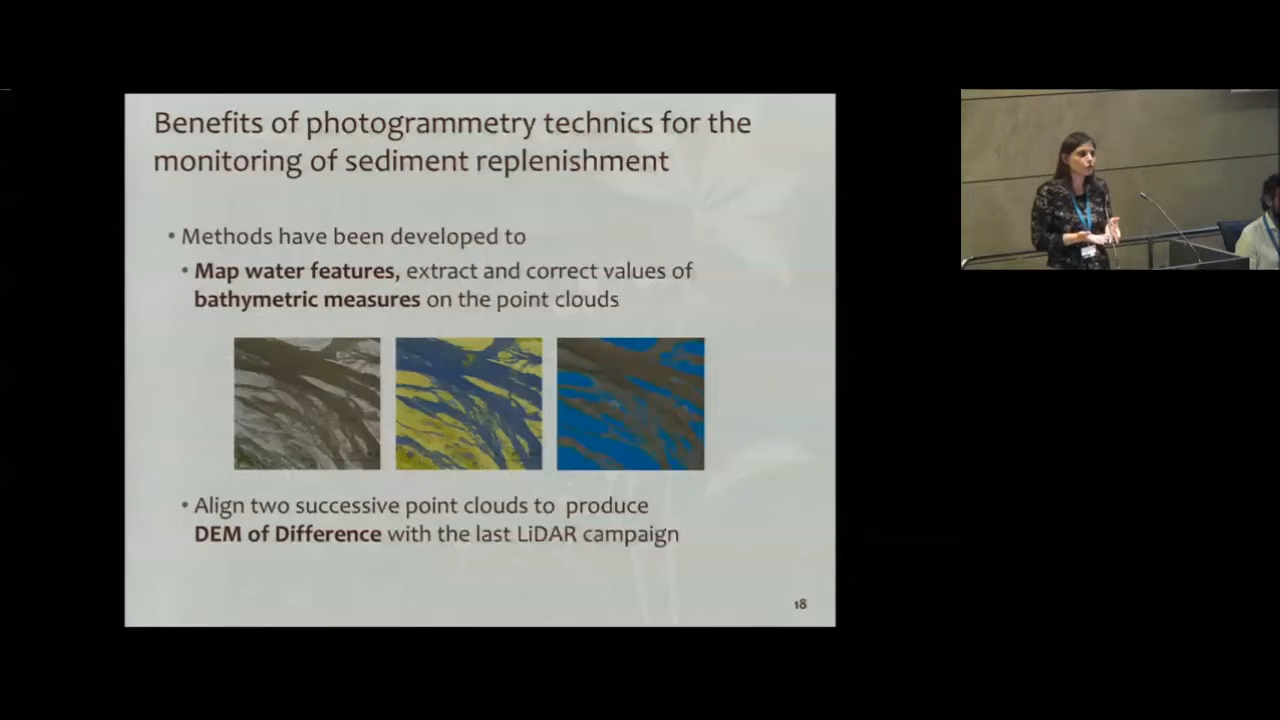 Benefits of photogrammetry technics for the
monitoring of sediment replenishment
• Methods have been developed to
• Map water features, extract and correct values of
bathymetric measures on the point clouds
• Align two successive point clouds to produce
DEM of Difference with the last LiDAR campaign
18